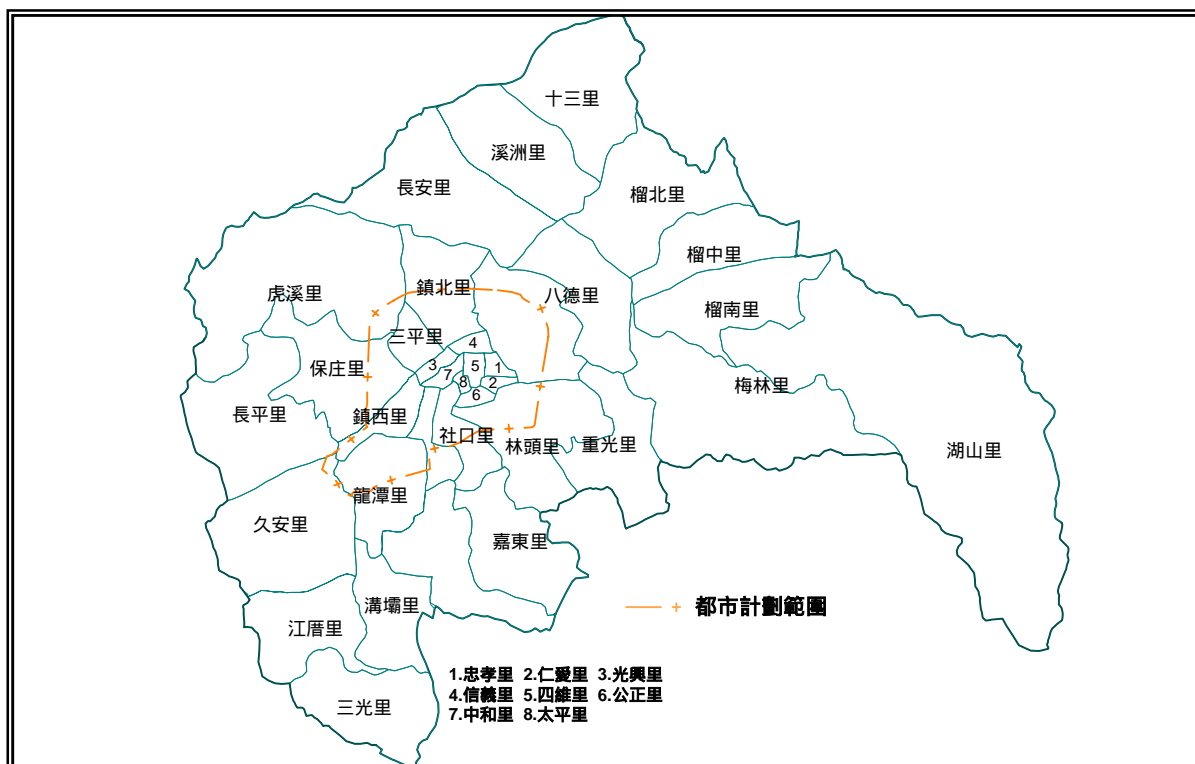 十三里
溪洲里
長安里
榴北里
榴中里
鎮北里
虎溪里
八德里
榴南里
三平里
4
保庄里
3
5
1
7
8
2
6
梅林里
長平里
鎮西里
社口里
林頭里
重光里
湖山里
龍潭里
久安里
嘉東里
溝壩里
都市計劃範圍
江厝里
1.忠孝里 2.仁愛里 3.光興里
4.信義里 5.四維里 6.公正里
三光里
7.中和里 8.太平里